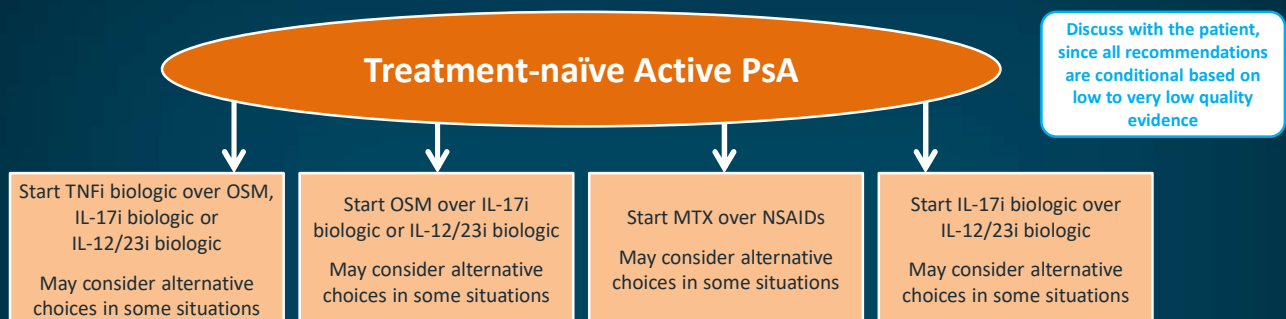 Treatment-naïve Active PsA
Discuss with the patient,
since all recommendations
are conditional based on
low to very low quality
evidence
Start TNFi biologic over OSM,
IL-17i biologic or
IL-12/23i biologic
May consider alternative
choices in some situations
Start OSM over IL-17i
biologic or IL-12/23i biologic
May consider alternative
choices in some situations
Start MTX over NSAIDs
May consider alternative
choices in some situations
Start IL-17i biologic over
IL-12/23i biologic
May consider alternative
choices in some situations